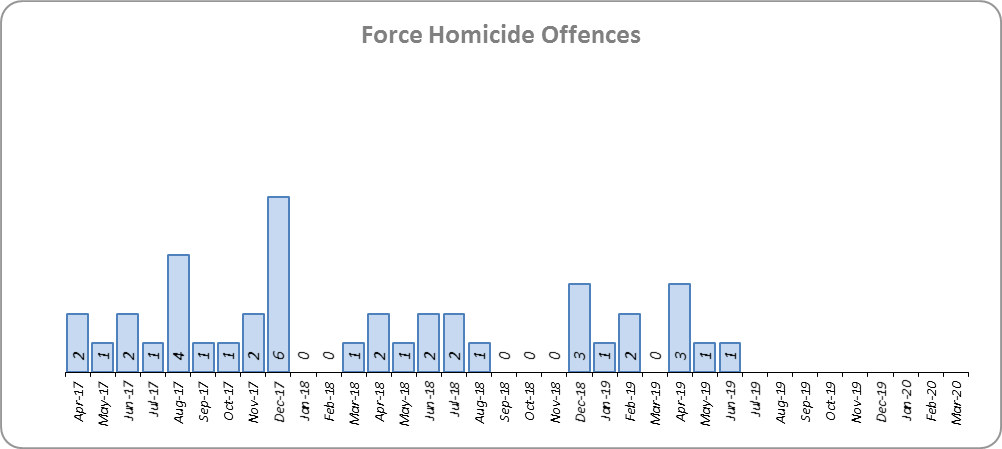 Force Homicide Offences
2 1 2 1 4 1 1 2 6 0 0 1 2 1 2 2 1 0 0 0 3 1 2 0 3 1 1
Apr-17 May-17 Jun-17 Jul-17 Aug-17 Sep-17 Oct-17 Nov-17 Dec-17 Jan-18 Feb-18 Mar-18 Apr-18 May-18 Jun-18 Jul-18 Aug-18 Sep-18 Oct-18 Nov-18 Dec-18 Jan-19 Feb-19 Mar-19 Apr-19 May-19 Jun-19 Jul-19 Aug-19 Sep-19 Oct-19 Nov-19 Dec-19 Jan-20 Feb-20 Mar-20